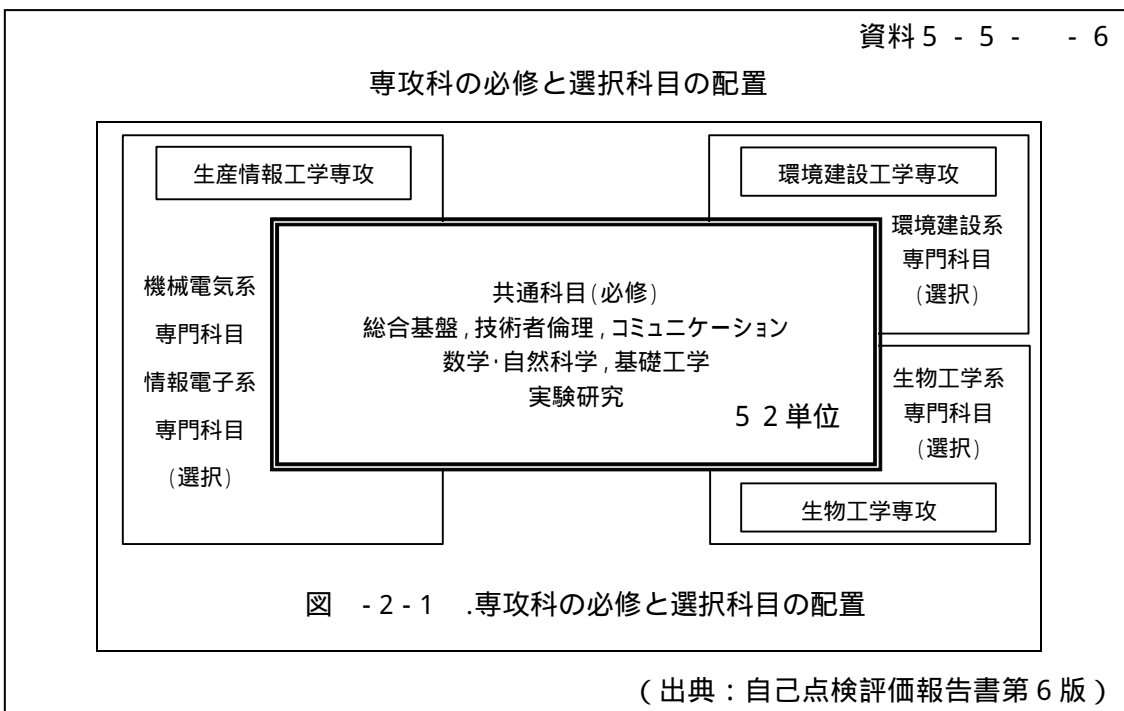 資料5-5- -6
専攻科の必修と選択科目の配置
生産情報工学専攻
機械電気系
専門科目
情報電子系
専門科目
(選択)
共通科目(必修)
総合基盤,技術者倫理,コミュニケーション
数学・自然科学,基礎工学
実験研究
52単位
環境建設工学専攻
環境建設系
専門科目
(選択)
生物工学系
専門科目
(選択)
生物工学専攻
図 -2-1 .専攻科の必修と選択科目の配置
(出典:自己点検評価報告書第6版)